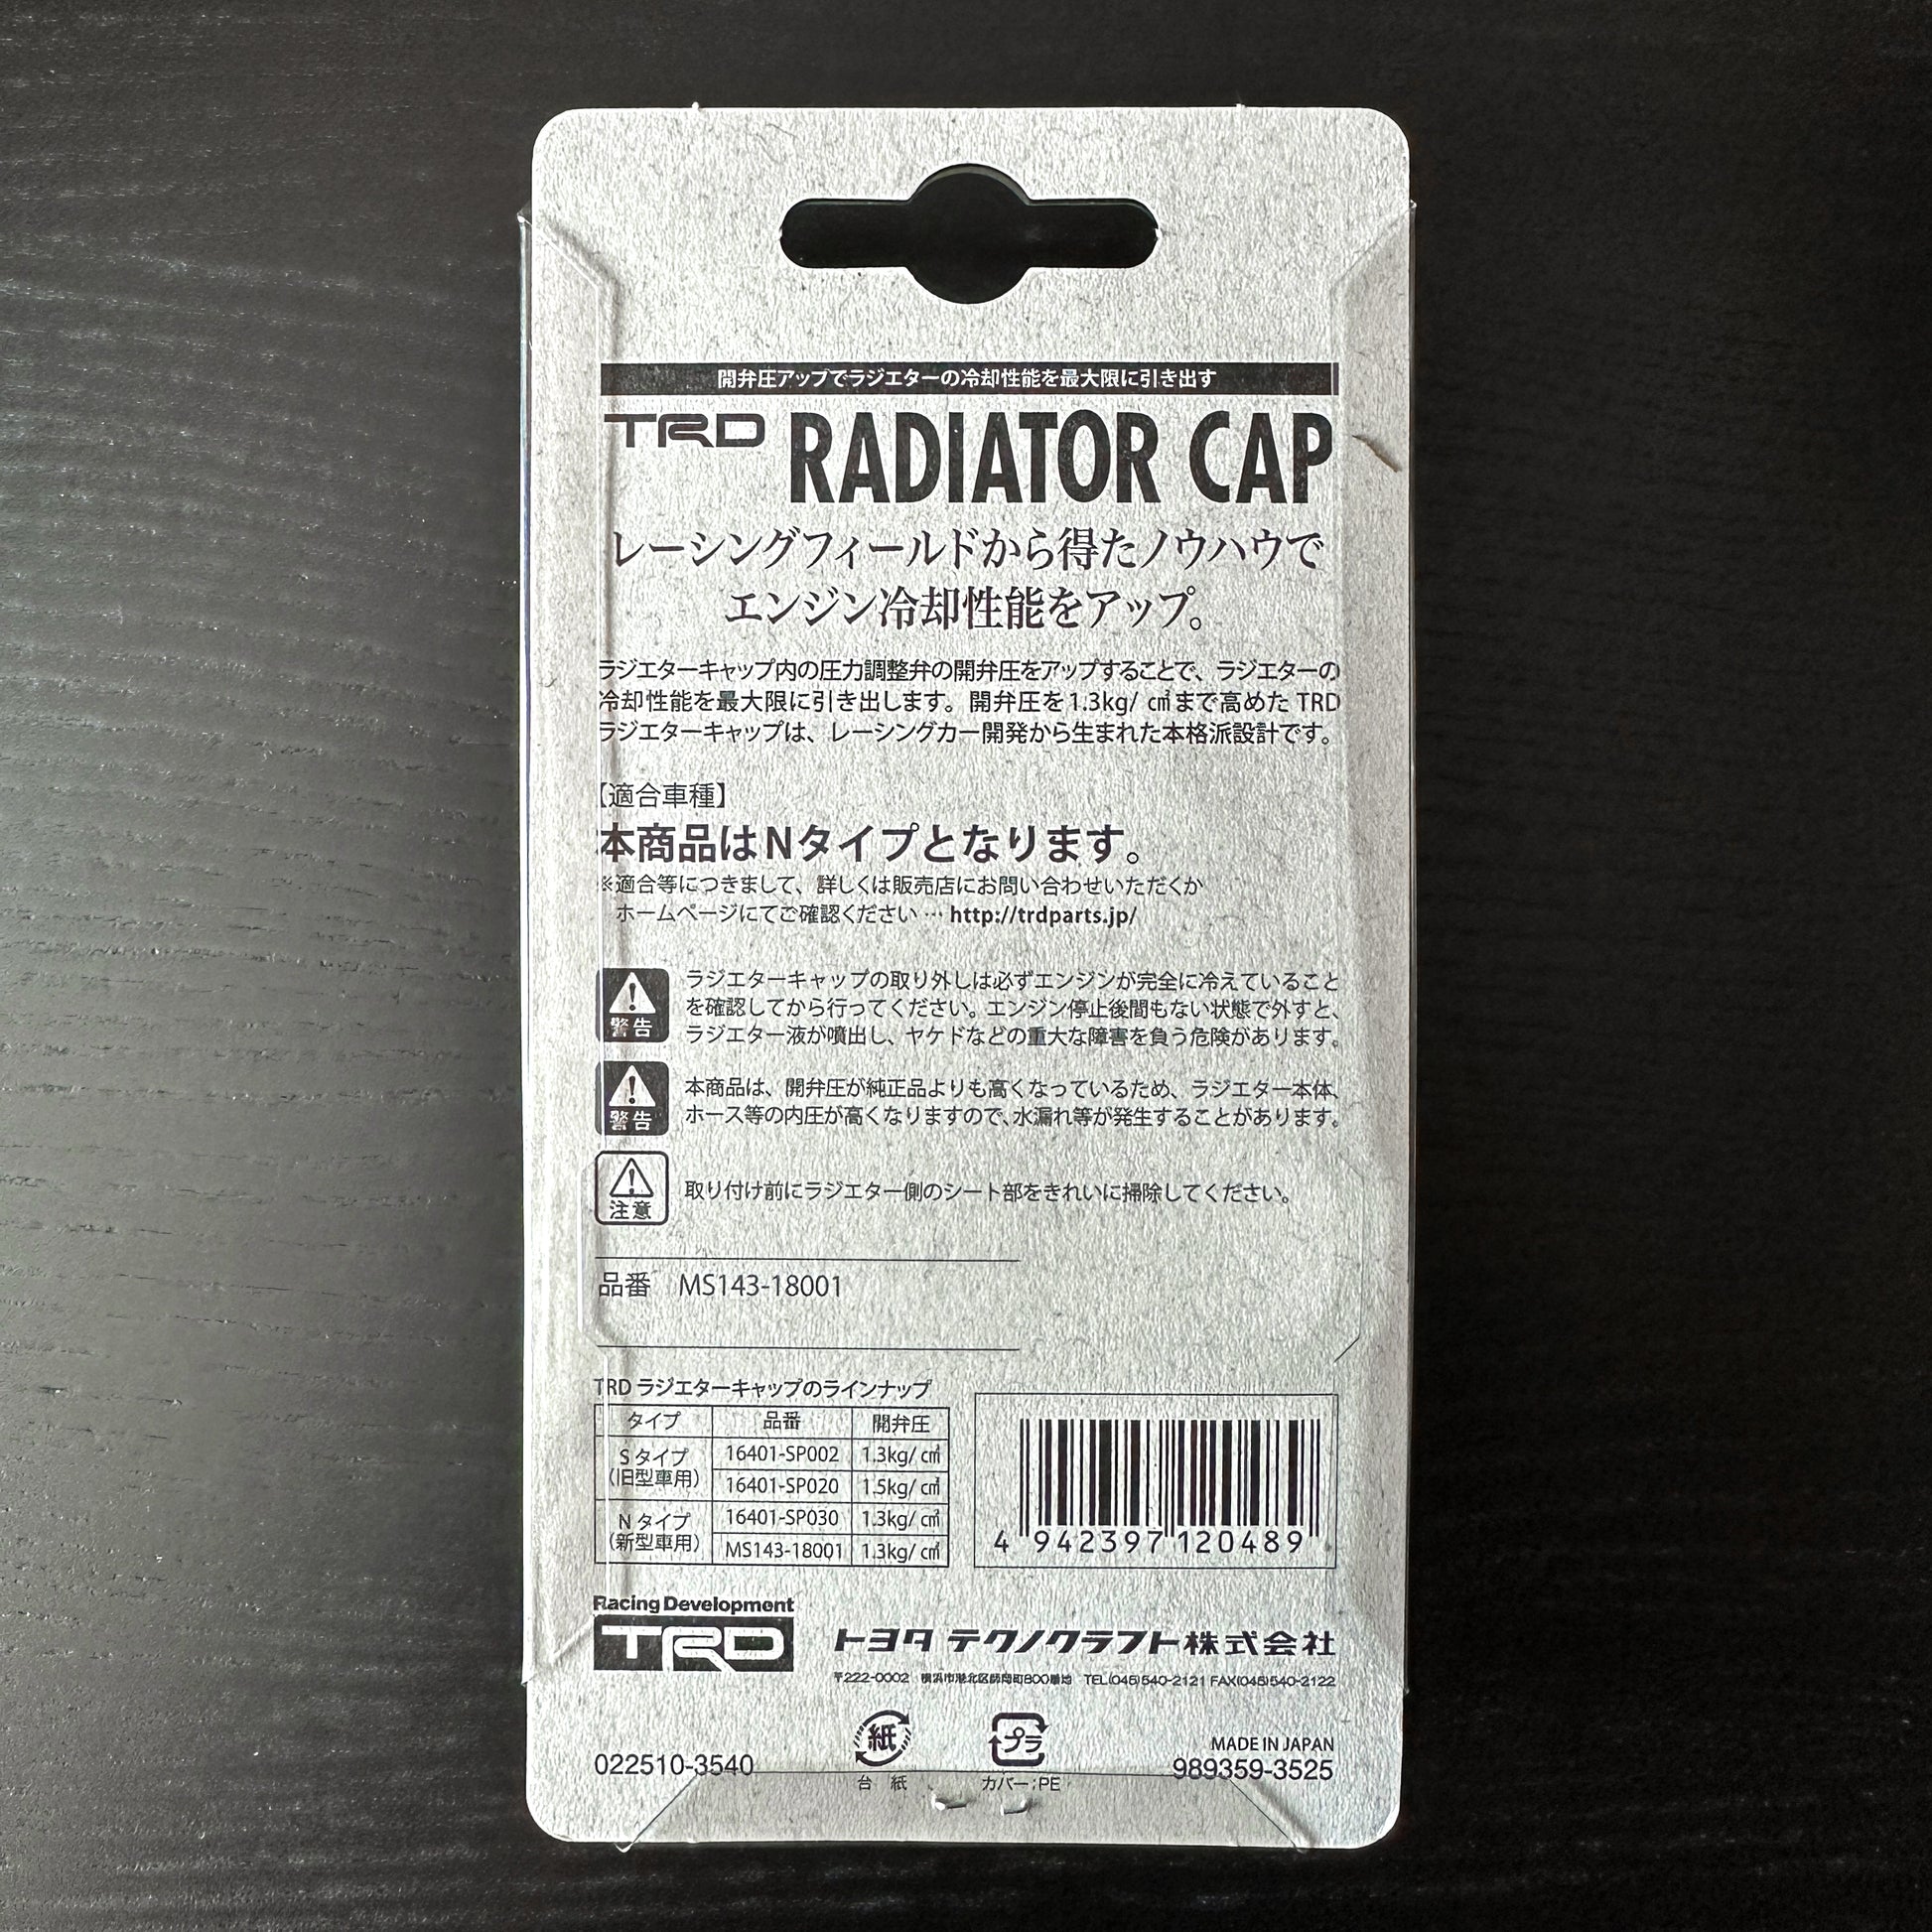 開弁圧アップでラジエターの冷却性能を最大限に引き出す
TRD RADIATOR CAP
レーシングフィールドから得たノウハウで
エンジン冷却性能をアップ。
ラジエターキャップ内の圧力調整弁の開弁圧をアップすることで、ラジエターの
冷却性能を最大限に引き出します。開弁圧を1.3kg/㎠まで高めた TRD
ラジエターキャップは、レーシングカー開発から生まれた本格派設計です。
【適合車種】
本商品はNタイプとなります。
※適合等につきまして、詳しくは販売店にお問い合わせいただくか
ホームページにてご確認ください… http://trdparts.jp/
警告 ラジエターキャップの取り外しは必ずエンジンが完全に冷えていること
を確認してから行ってください。エンジン停止後間もない状態で外すと、
ラジエター液が噴出し、ヤケドなどの重大な障害を負う危険があります。
警告 本商品は、開弁圧が純正品よりも高くなっているため、ラジエター本体、
ホース等の内圧が高くなりますので、水漏れ等が発生することがあります。
注意 取り付け前にラジエター側のシート部をきれいに掃除してください。
品番 MS143-18001
TRD ラジエターキャップのラインナップ
タイプ 品番 開弁圧
Sタイプ (旧型車用) 16401-SP002 1.3kg/㎠
16401-SP020 1.5kg/㎠
Nタイプ (新型車用) 16401-SP030 1.3kg/㎠
MS143-18001 1.3kg/㎠
4 942397 120489
Racing Development
TRD
トヨタ テクノクラフト株式会社
〒222-0002 横浜市港北区師岡町800番地 TEL(045)540-2121 FAX(045)540-2122
紙
台紙
プラ
カバー:PE
MADE IN JAPAN
022510-3540
989359-3525